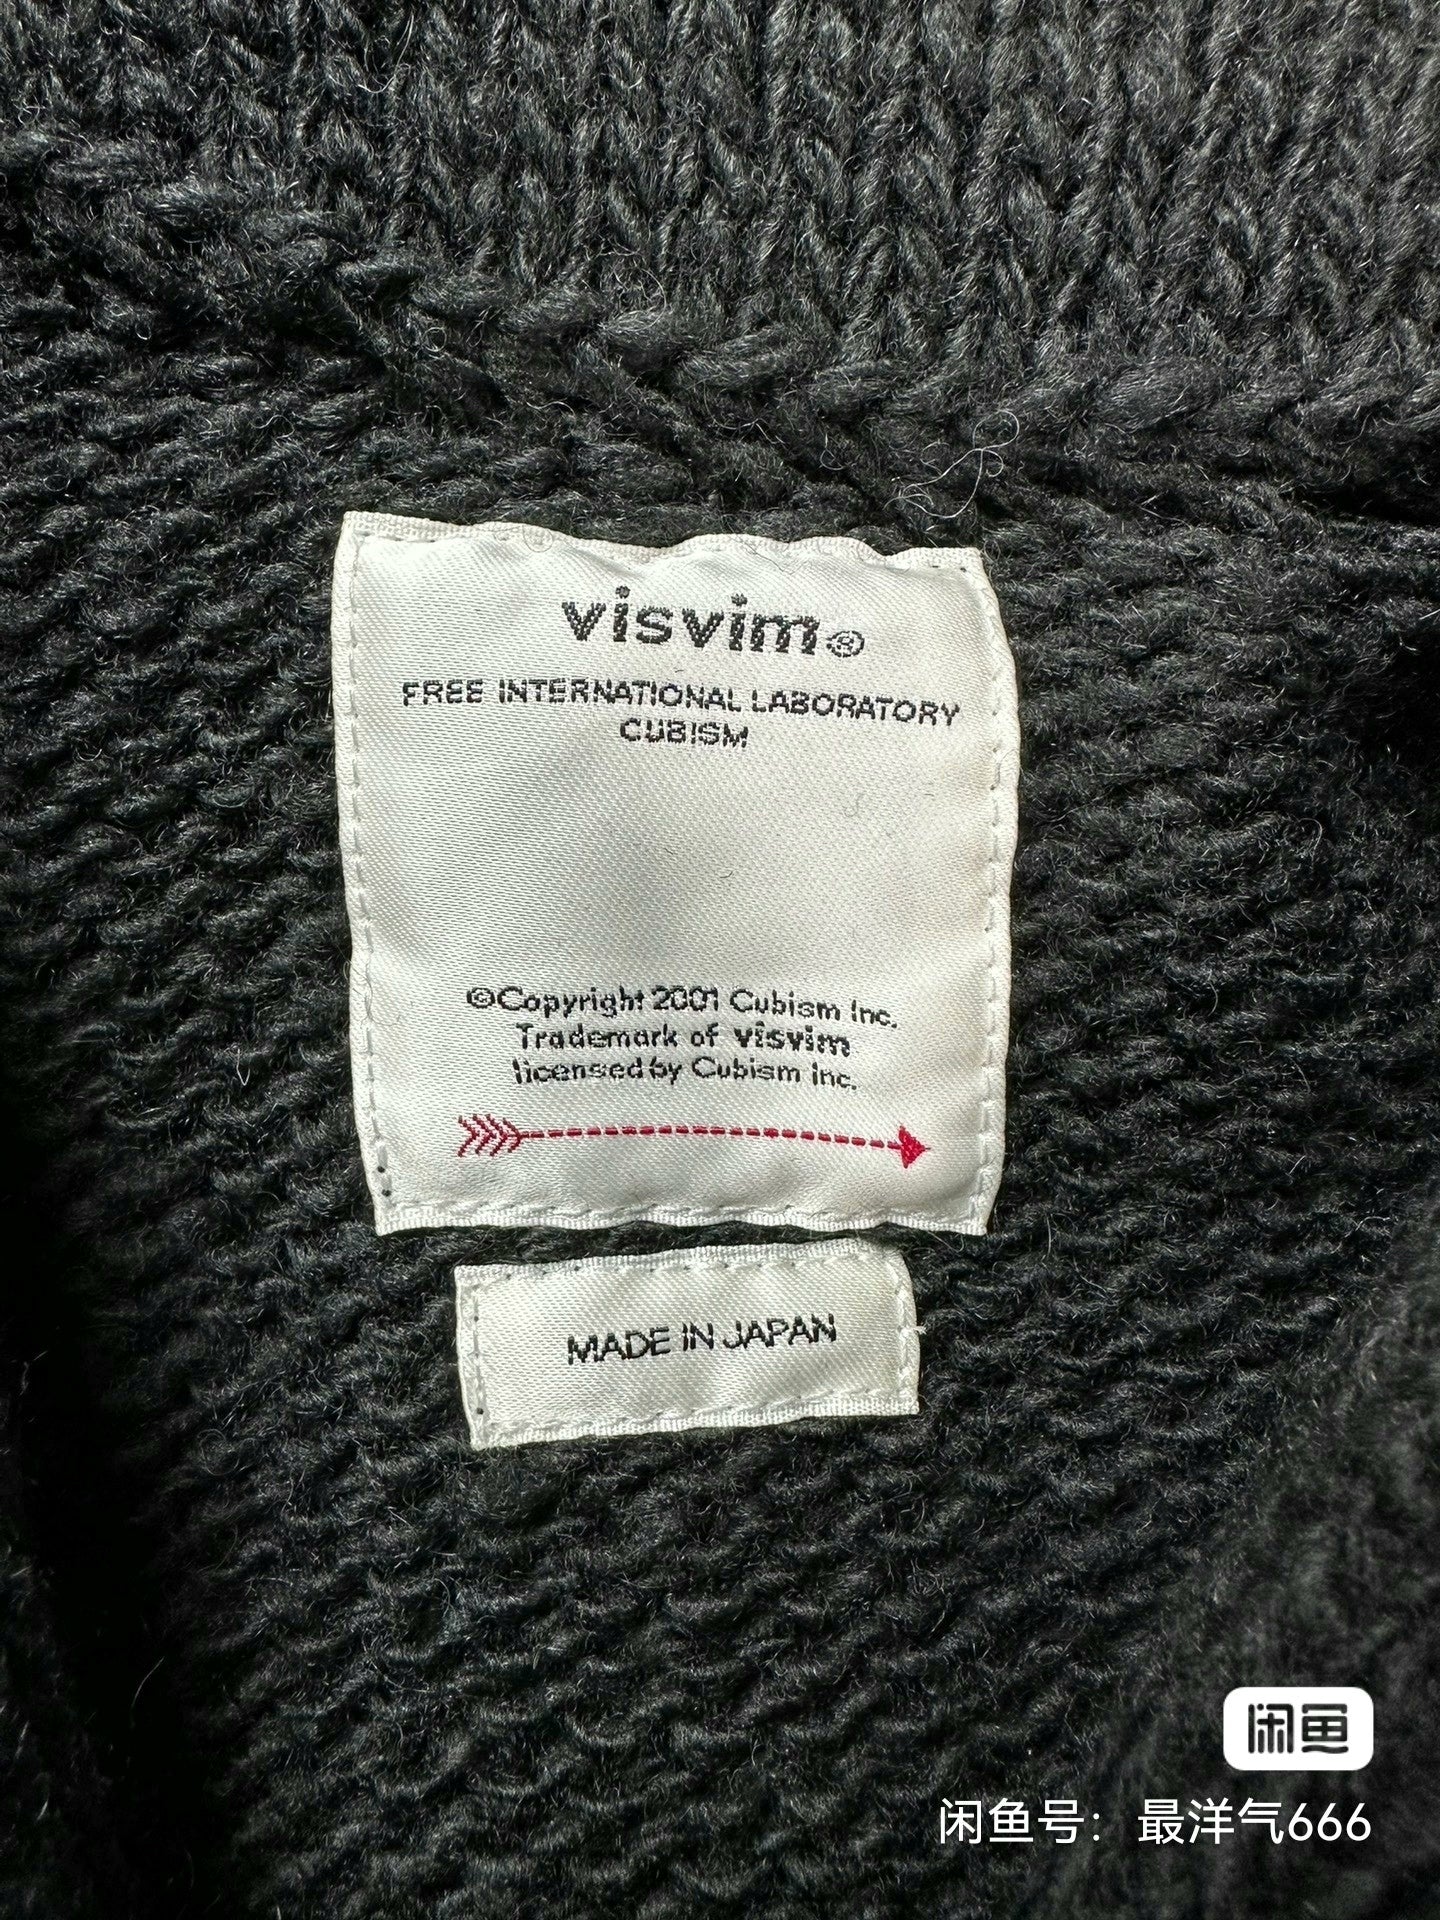 visvim®
FREE INTERNATIONAL LABORATORY
CUBISM
©Copyright 2001 Cubism Inc.
Trademark of visvim
licensed by Cubism Inc.
MADE IN JAPAN
闲鱼
闲鱼号：最洋气666